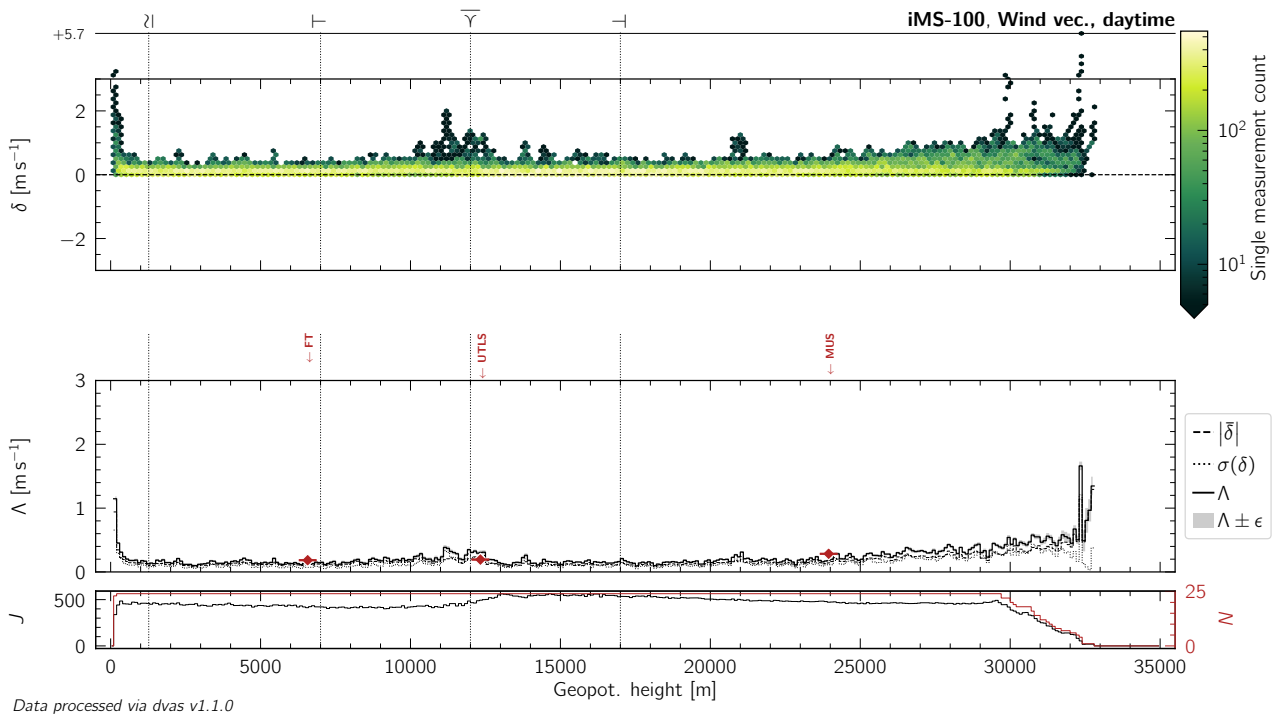 iMS-100, Wind vec., daytime
+5.7
2
0
−2
δ [m s⁻¹]
10²
10¹
Single measurement count
FT
UTLS
MUS
3
2
1
0
Λ [m s⁻¹]
|δ̄|
σ(δ)
Λ
Λ ± ϵ
500
0
J
25
0
N
0 5000 10000 15000 20000 25000 30000 35000
Geopot. height [m]
Data processed via dvas v1.1.0